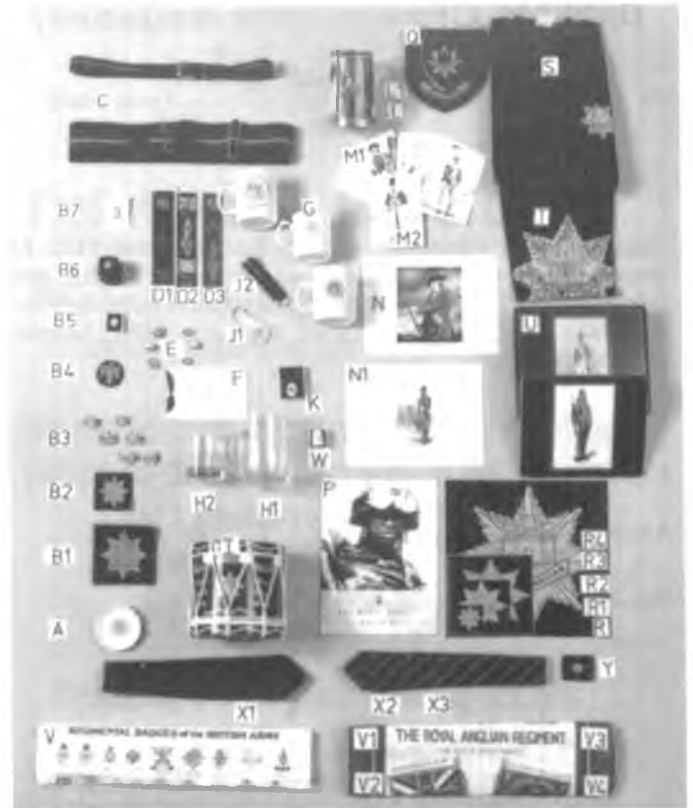 Q
S
C
M1
B7
G
M2
T
B6
D1 D2 D3
J2
N
B5
J1
U
E
B4
F
K
N1
B3
W
B2
H2
H1
P
R4
R3
B1
R2
R1
A
R
Y
X1
X2 X3
V
REGIMENTAL BADGES of the BRITISH ARMY
V1
THE ROYAL ANGLIAN REGIMENT
V3
V2
V4